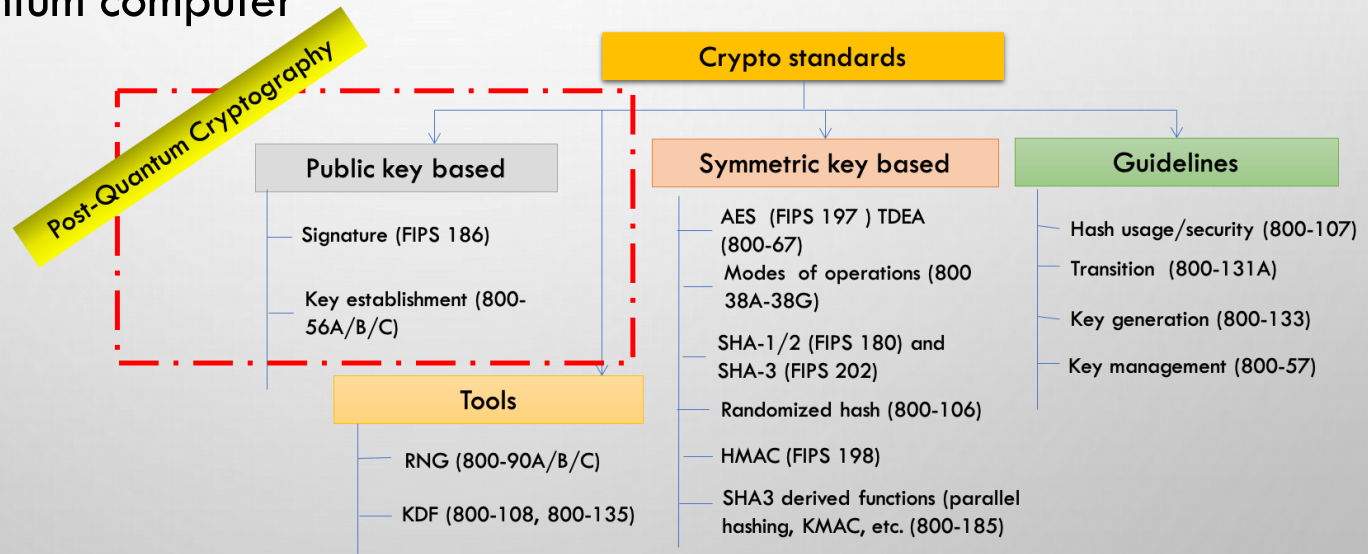 computer
Post-Quantum Cryptography
Crypto standards
Public key based
Signature (FIPS 186)
Key establishment (800-
56A/B/C)
Tools
RNG (800-90A/B/C)
KDF (800-108, 800-135)
Symmetric key based
AES  (FIPS 197 ) TDEA
(800-67)
Modes  of operations (800
38A-38G)
SHA-1/2 (FIPS 180) and
SHA-3 (FIPS 202)
Randomized hash (800-106)
HMAC (FIPS 198)
SHA3 derived functions (parallel
hashing, KMAC, etc. (800-185)
Guidelines
Hash usage/security (800-107)
Transition  (800-131A)
Key generation (800-133)
Key management (800-57)